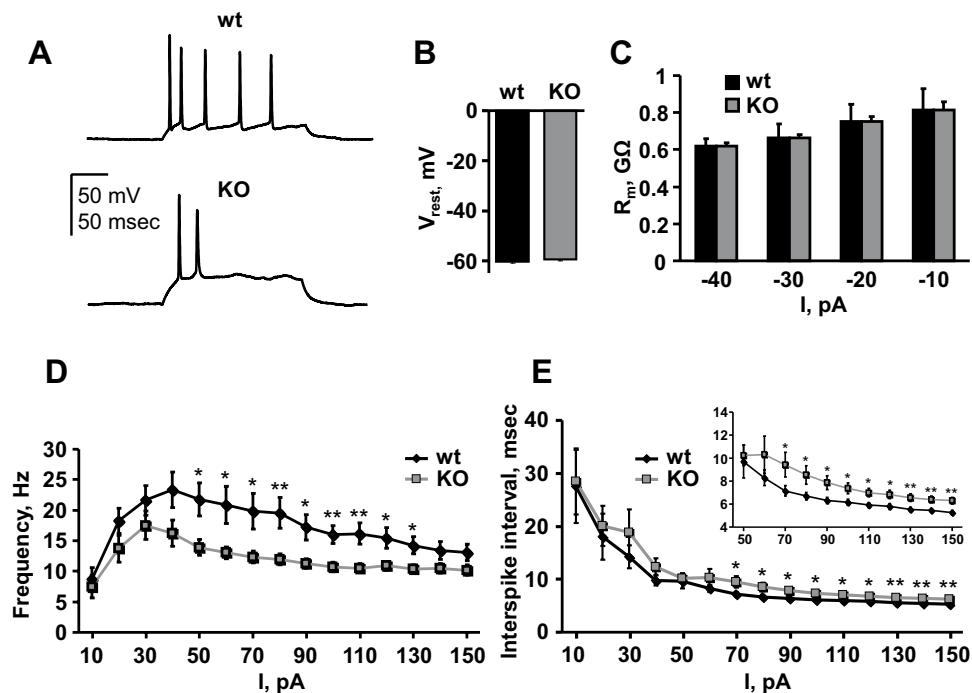 A
wt
50 mV
50 msec
KO
B
wt KO
0
-20
-40
-60
Vrest, mV
C
wt
KO
1
0.8
0.6
0.4
0.2
0
Rm, GΩ
-40 -30 -20 -10
I, pA
D
30
25
20
15
10
5
0
Frequency, Hz
wt
KO
* * * ** * ** ** * *
10 30 50 70 90 110 130 150
I, pA
E
40
30
20
10
0
Interspike interval, msec
wt
KO
14
12
10
8
6
4
* * * * * * ** ** **
50 70 90 110 130 150
* * * * * * ** ** **
10 30 50 70 90 110 130 150
I, pA